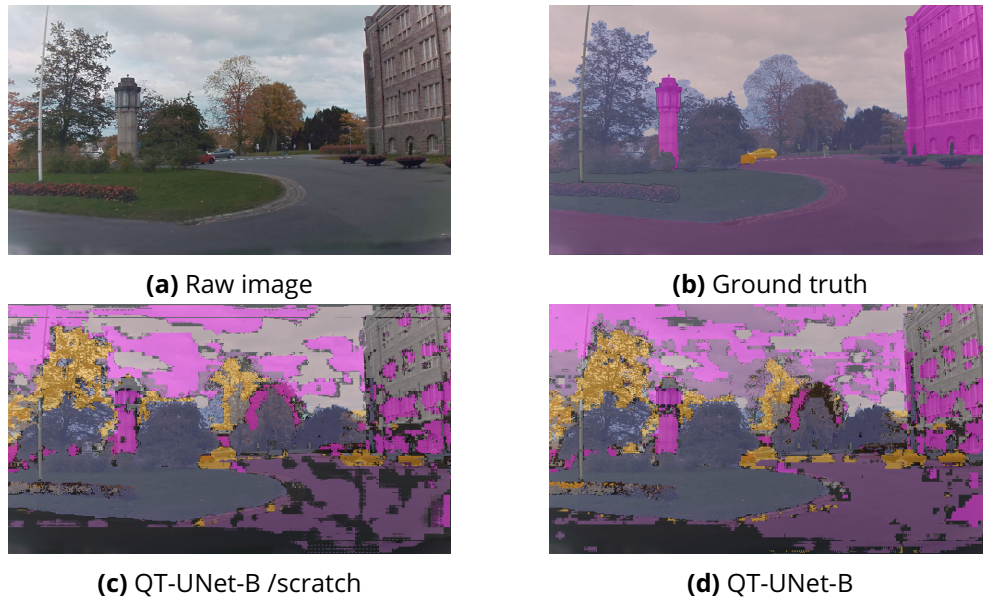 (a) Raw image
(b) Ground truth
(c) QT-UNet-B /scratch
(d) QT-UNet-B